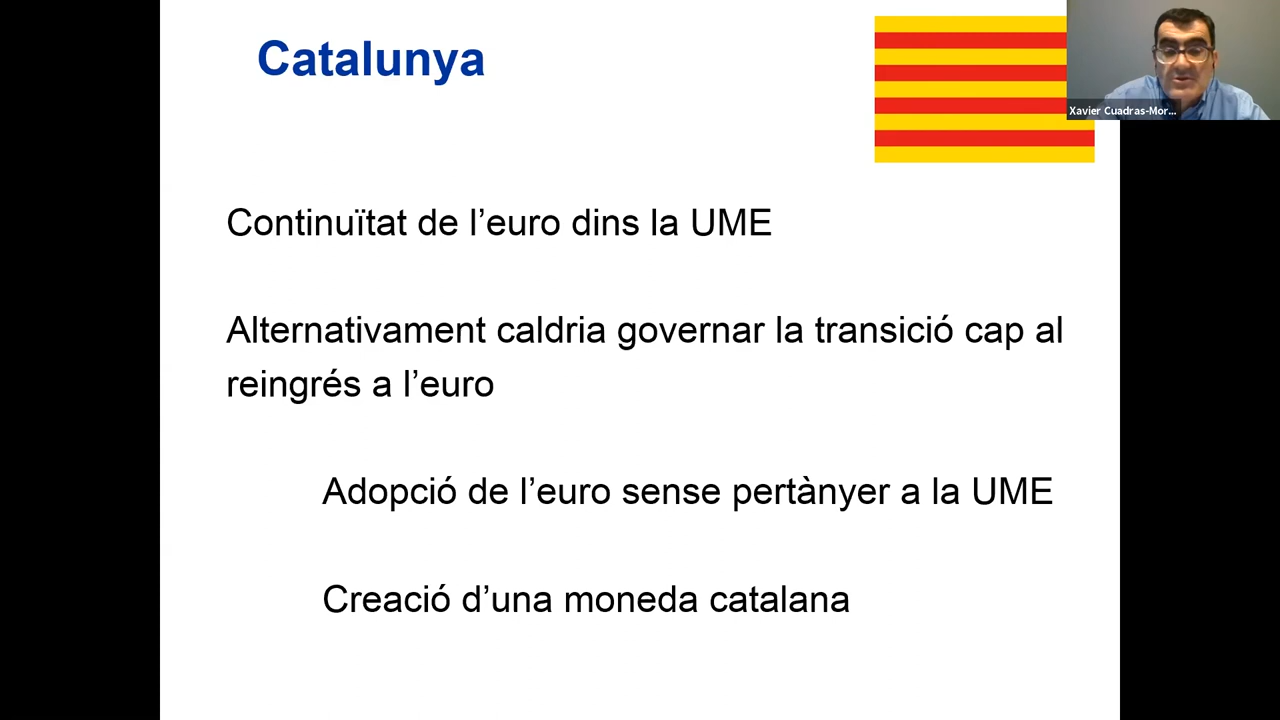 Catalunya
Xavier Cuadras-Mor...
Continuïtat de l’euro dins la UME
Alternativament caldria governar la transició cap al
reingrés a l’euro
Adopció de l’euro sense pertànyer a la UME
Creació d’una moneda catalana